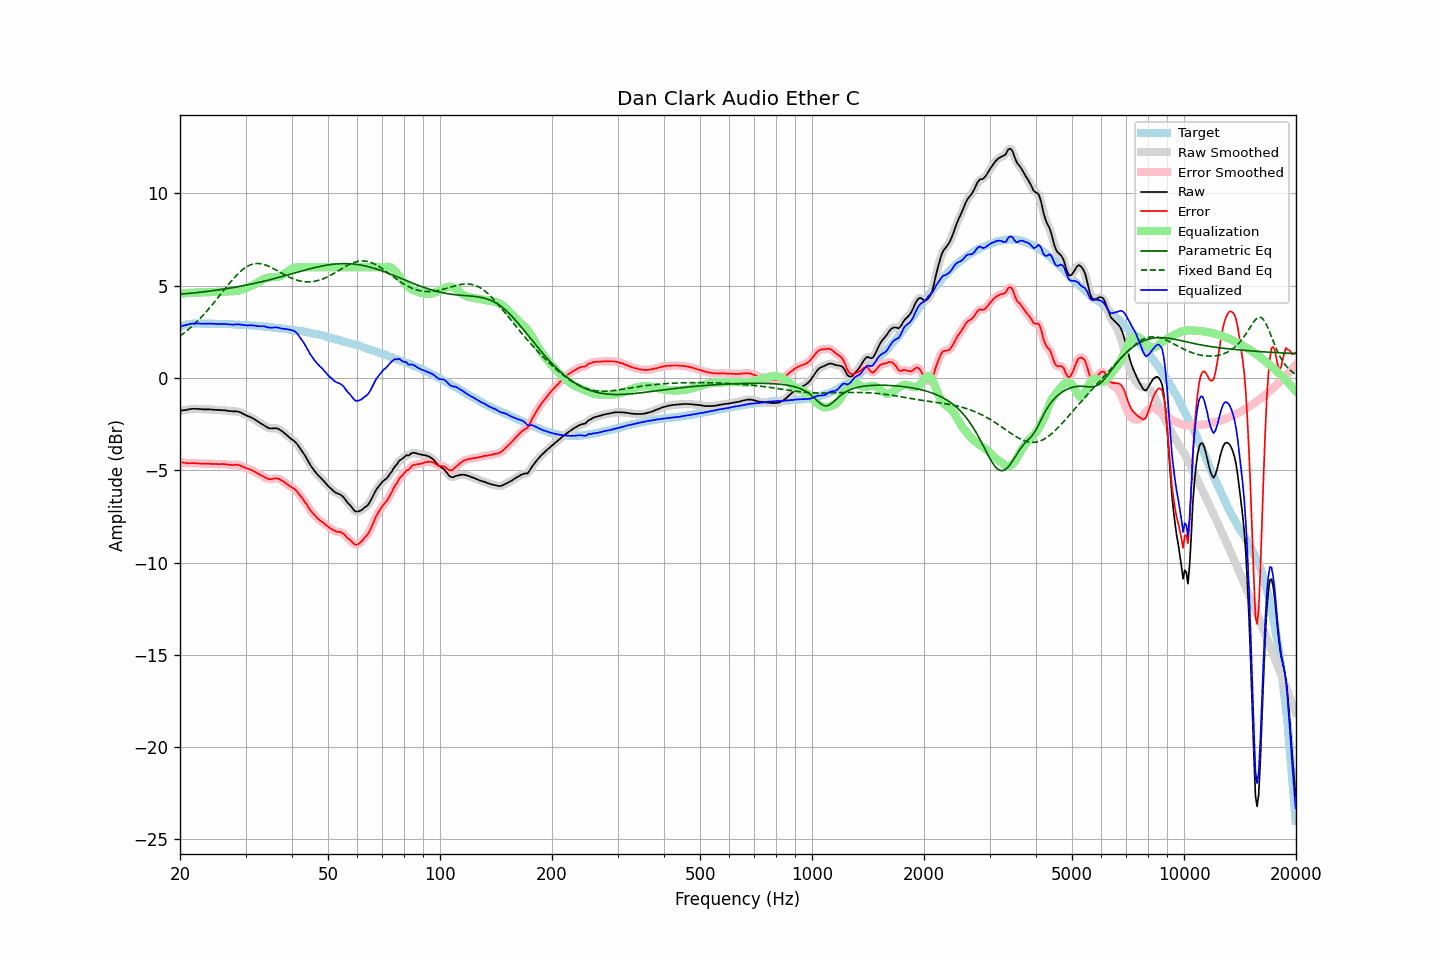 Dan Clark Audio Ether C
Target
Raw Smoothed
Error Smoothed
Raw
Error
Equalization
Parametric Eq
Fixed Band Eq
Equalized
Amplitude (dBr)
10
5
0
−5
−10
−15
−20
−25
20 50 100 200 500 1000 2000 5000 10000 20000
Frequency (Hz)